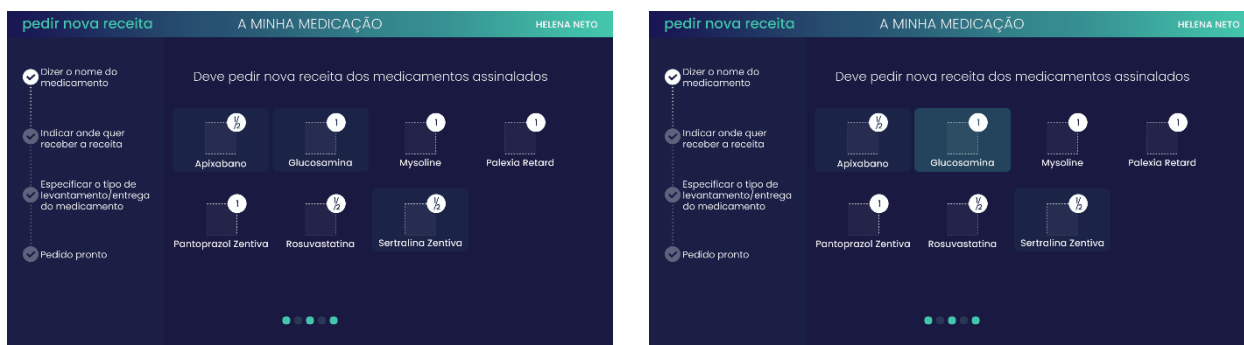 pedir nova receita
A MINHA MEDICAÇÃO
HELENA NETO
Dizer o nome do
medicamento
Deve pedir nova receita dos medicamentos assinalados
Indicar onde quer
receber a receita
1/2
1
1
1
Apixabano
Glucosamina
Mysoline
Palexia Retard
Especificar o tipo de
levantamento/entrega
do medicamento
1
1/2
1/2
Pantoprazol Zentiva
Rosuvastatina
Sertralina Zentiva
Pedido pronto
pedir nova receita
A MINHA MEDICAÇÃO
HELENA NETO
Dizer o nome do
medicamento
Deve pedir nova receita dos medicamentos assinalados
Indicar onde quer
receber a receita
1/2
1
1
1
Apixabano
Glucosamina
Mysoline
Palexia Retard
Especificar o tipo de
levantamento/entrega
do medicamento
1
1/2
1/2
Pantoprazol Zentiva
Rosuvastatina
Sertralina Zentiva
Pedido pronto